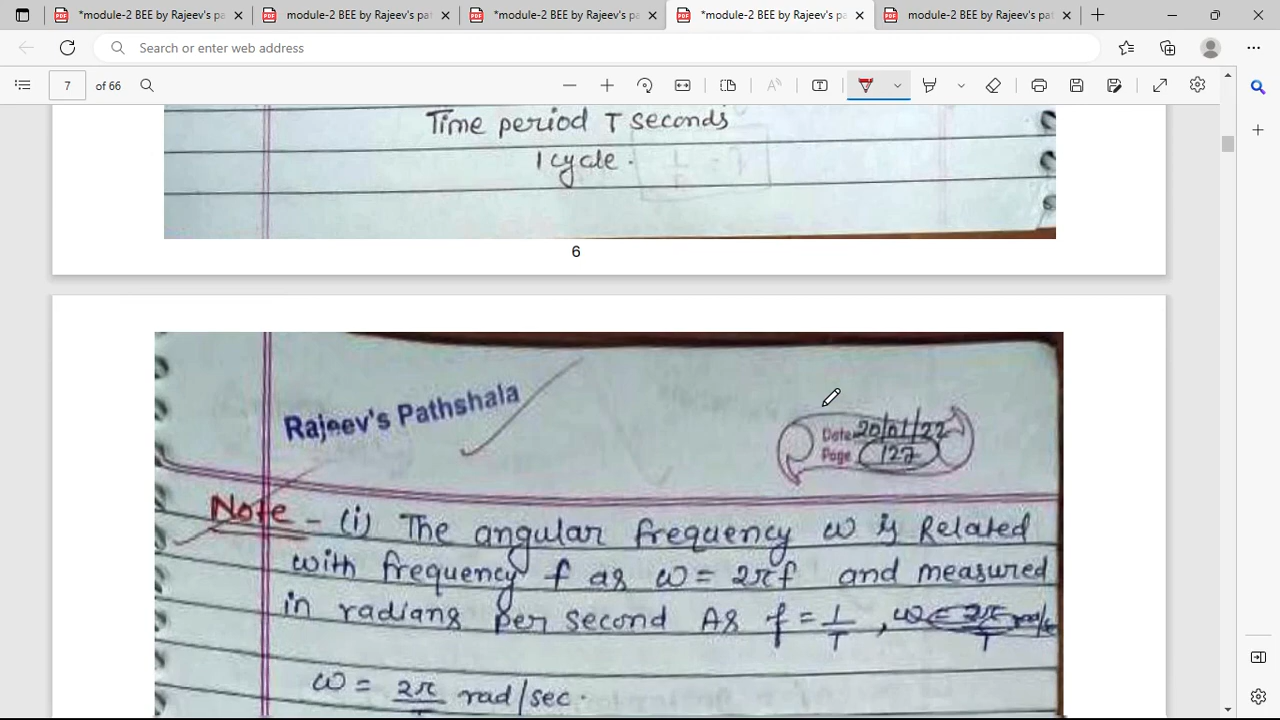 *module-2 BEE by Rajeev's pa
module-2 BEE by Rajeev's pat
*module-2 BEE by Rajeev's pa
*module-2 BEE by Rajeev's pa
module-2 BEE by Rajeev's pat
Search or enter web address
7 of 66
Time period T seconds
1 cycle.
6
Rajeev's Pathshala
Date 20/01/22
Page 127
Note - (i) The angular frequency ω is Related
with frequency f as ω = 2πf and measured
in radians per second As f = 1/T , ω = 2π/T rad/s
ω = 2π/T rad/sec.